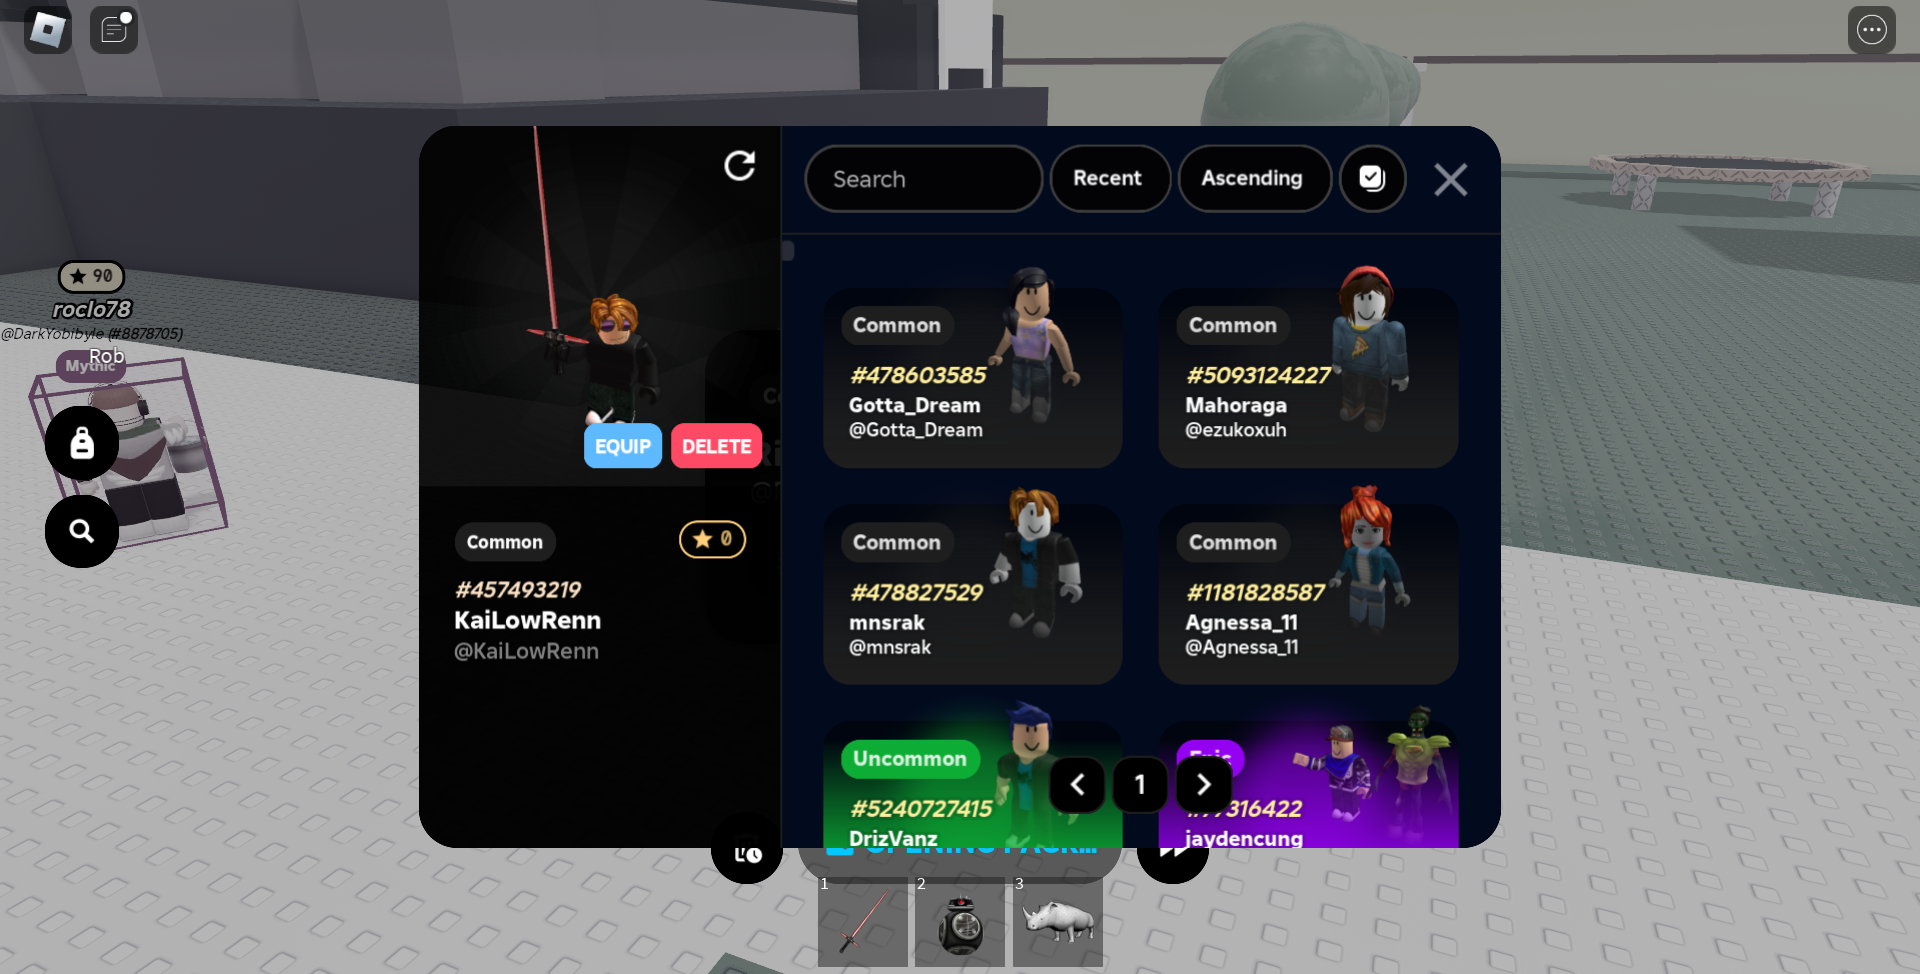 90
roclo78
@DarkYobibyle (#8878705)
Rob
Mythic
EQUIP
DELETE
Common
0
#457493219
KaiLowRenn
@KaiLowRenn
Search
Recent
Ascending
Common
#478603585
Gotta_Dream
@Gotta_Dream
Common
#5093124227
Mahoraga
@ezukoxuh
Common
#478827529
mnsrak
@mnsrak
Common
#1181828587
Agnessa_11
@Agnessa_11
Uncommon
#5240727415
DrizVanz
Epic
316422
jaydencung
1
OPENING PACK...
1
2
3